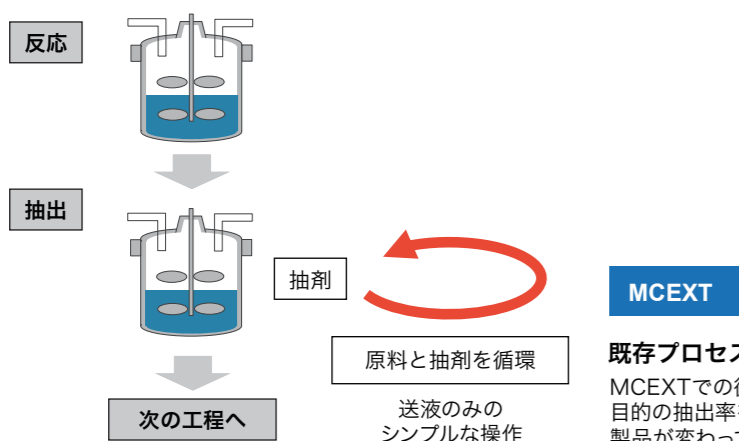 反応
抽出
抽剤
原料と抽剤を循環
送液のみの
シンプルな操作
次の工程へ
MCEXT
既存プロセス
MCEXTでの
目的の抽出率
製品が変わって